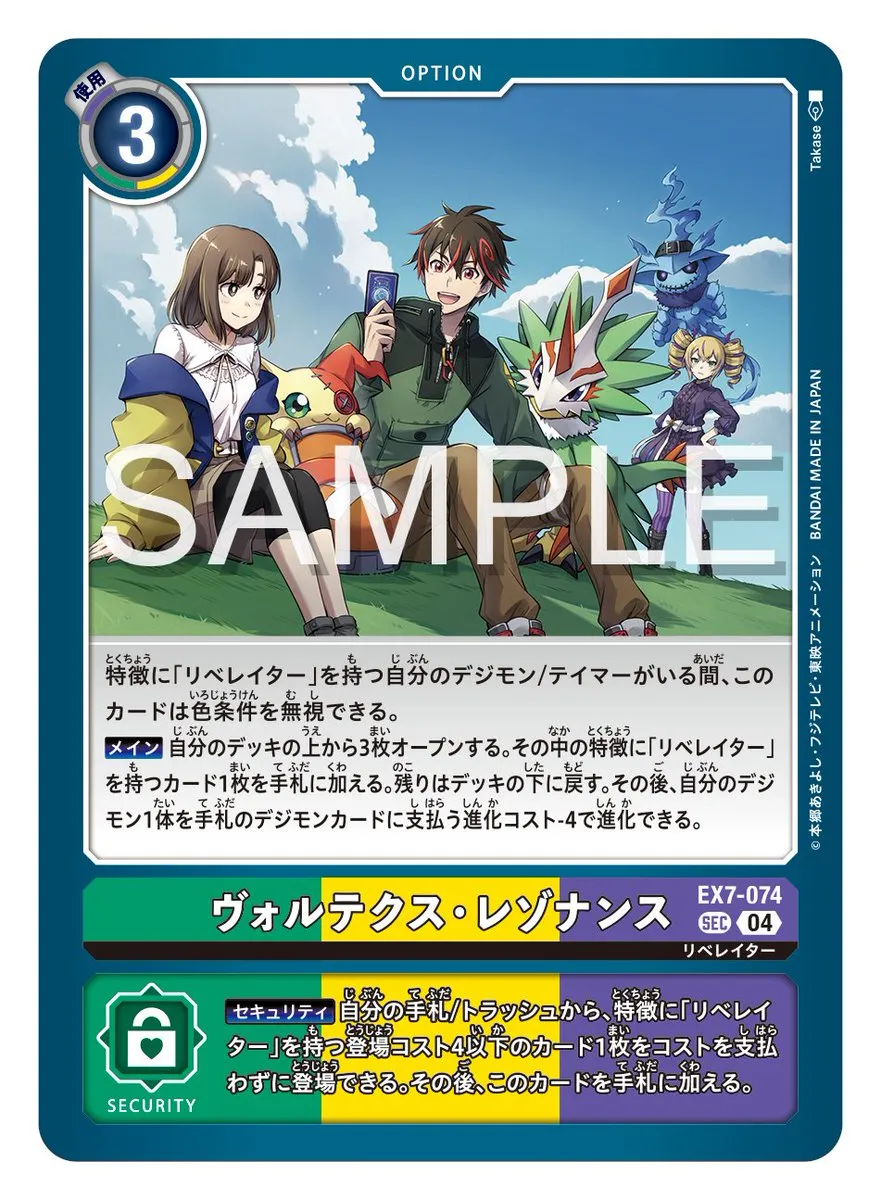 OPTION
使用
3
Takase
SAMPLE
BANDAI MADE IN JAPAN
©本郷あきよし・フジテレビ・東映アニメーション
特徴に「リベレイター」を持つ自分のデジモン/テイマーがいる間、この
カードは色条件を無視できる。
メイン 自分のデッキの上から3枚オープンする。その中の特徴に「リベレイター」
を持つカード1枚を手札に加える。残りはデッキの下に戻す。その後、自分のデジ
モン1体を手札のデジモンカードに支払う進化コスト-4で進化できる。
ヴォルテクス・レゾナンス
EX7-074
SEC 04
リベレイター
セキュリティ 自分の手札/トラッシュから、特徴に「リベレイ
ター」を持つ登場コスト4以下のカード1枚をコストを支払
わずに登場できる。その後、このカードを手札に加える。
SECURITY